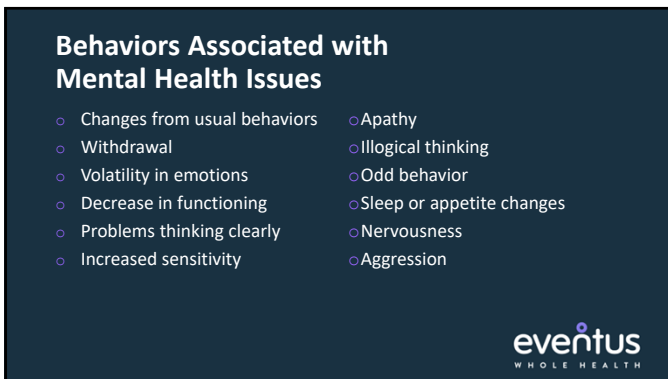 Behaviors Associated with
Mental Health Issues
○ Changes from usual behaviors
○ Withdrawal
○ Volatility in emotions
○ Decrease in functioning
○ Problems thinking clearly
○ Increased sensitivity
○ Apathy
○ Illogical thinking
○ Odd behavior
○ Sleep or appetite changes
○ Nervousness
○ Aggression
eventus
WHOLE HEALTH